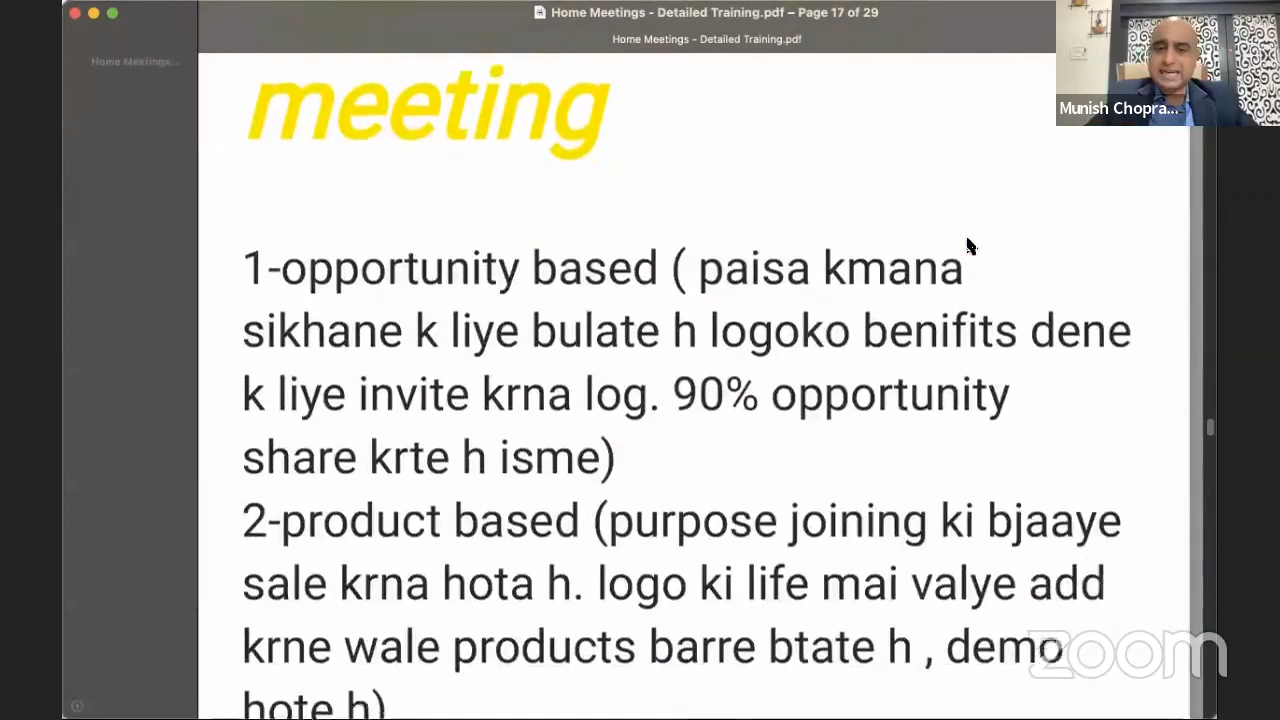 Home Meetings - Detailed Training.pdf – Page 17 of 29
Home Meetings - Detailed Training.pdf
Home Meetings...
Munish Chopra...
meeting
1-opportunity based ( paisa kmana
sikhane k liye bulate h logoko benifits dene
k liye invite krna log. 90% opportunity
share krte h isme)
2-product based (purpose joining ki bjaaye
sale krna hota h. logo ki life mai valye add
krne wale products barre btate h , demo
hote h)
zoom